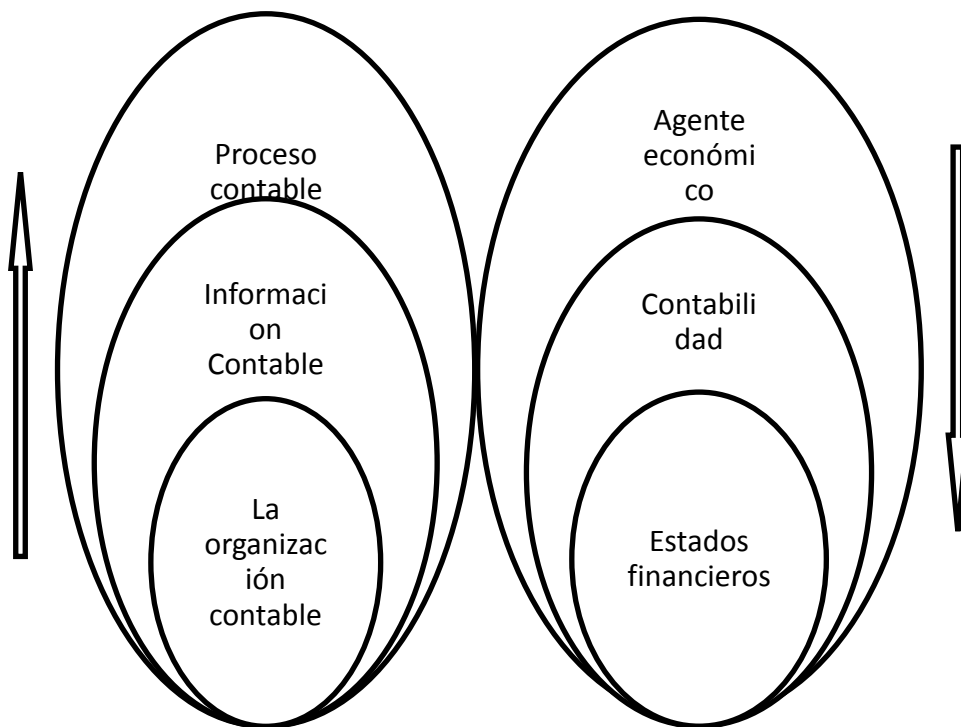 Proceso
contable
Informaci
on
Contable
La
organizac
ión
contable
Agente
económi
co
Contabili
dad
Estados
financieros